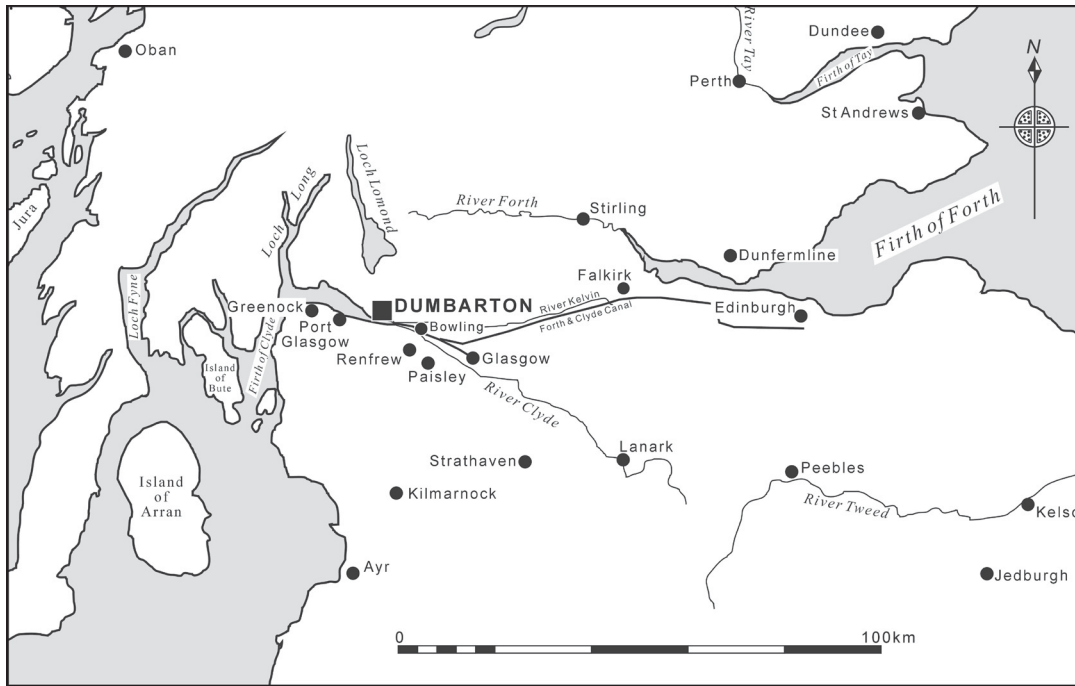 Oban
River Tay
Dundee
Firth of Tay
Perth
St Andrews
N
Jura
Loch Fyne
Loch
Long
Loch Lomond
River Forth
Stirling
Firth of Forth
Dunfermline
Falkirk
Edinburgh
River Kelvin
Forth & Clyde Canal
DUMBARTON
Greenock
Port
Glasgow
Bowling
Renfrew
Paisley
Glasgow
Firth of Clyde
Island
of
Bute
River Clyde
Island
of
Arran
Strathaven
Lanark
Kilmarnock
Peebles
River Tweed
Kelso
Ayr
Jedburgh
0
100km